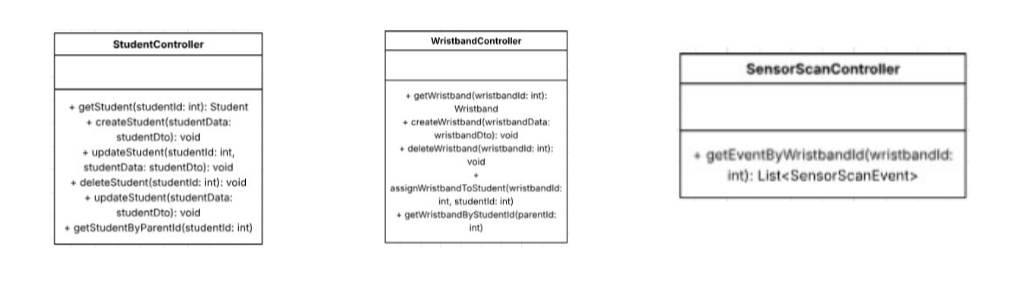 StudentController
+ getStudent(studentId: int): Student
+ createStudent(studentData:
studentDto): void
+ updateStudent(studentId: int,
studentData: studentDto): void
+ deleteStudent(studentId: int): void
+ updateStudent(studentData:
studentDto): void
+ getStudentByParentId(studentId: int)
WristbandController
+ getWristband(wristbandId: int):
Wristband
+ createWristband(wristbandData:
wristbandDto): void
+ deleteWristband(wristbandId: int):
void
+
assignWristbandToStudent(wristbandId:
int, studentId: int)
+ getWristbandByStudentId(parentId:
int)
SensorScanController
+ getEventByWristbandId(wristbandId:
int): List<SensorScanEvent>